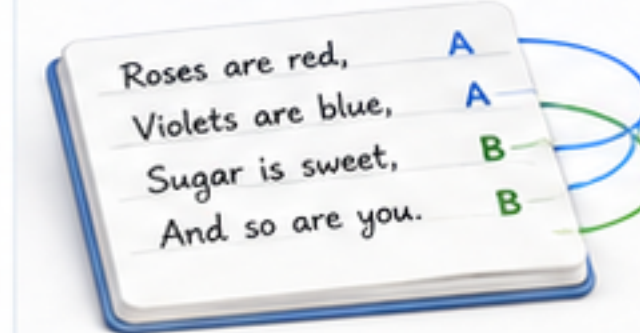 Roses are red, A
Violets are blue, A
Sugar is sweet, B
And so are you. B